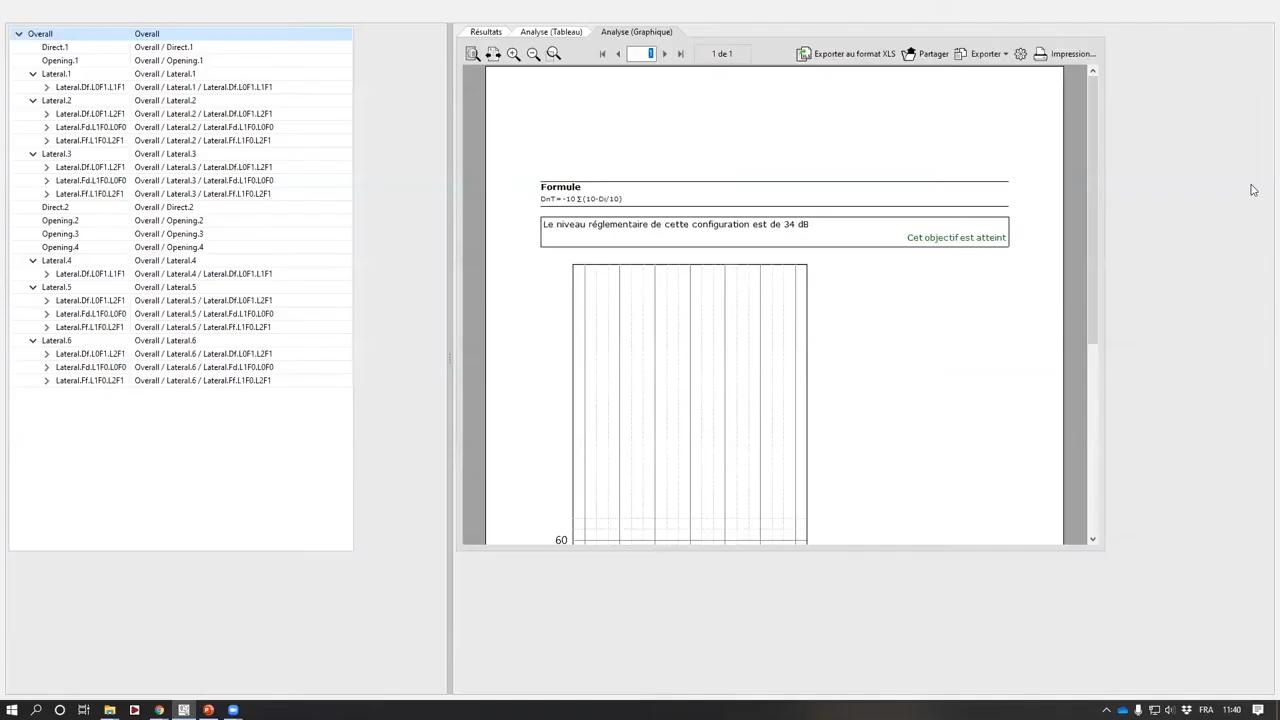 Overall Overall
Direct.1 Overall / Direct.1
Opening.1 Overall / Opening.1
Lateral.1 Overall / Lateral.1
Lateral.Df.L0F1.L1F1 Overall / Lateral.1 / Lateral.Df.L0F1.L1F1
Lateral.2 Overall / Lateral.2
Lateral.Df.L0F1.L2F1 Overall / Lateral.2 / Lateral.Df.L0F1.L2F1
Lateral.Fd.L1F0.L0F0 Overall / Lateral.2 / Lateral.Fd.L1F0.L0F0
Lateral.Ff.L1F0.L2F1 Overall / Lateral.2 / Lateral.Ff.L1F0.L2F1
Lateral.3 Overall / Lateral.3
Lateral.Df.L0F1.L2F1 Overall / Lateral.3 / Lateral.Df.L0F1.L2F1
Lateral.Fd.L1F0.L0F0 Overall / Lateral.3 / Lateral.Fd.L1F0.L0F0
Lateral.Ff.L1F0.L2F1 Overall / Lateral.3 / Lateral.Ff.L1F0.L2F1
Direct.2 Overall / Direct.2
Opening.2 Overall / Opening.2
Opening.3 Overall / Opening.3
Opening.4 Overall / Opening.4
Lateral.4 Overall / Lateral.4
Lateral.Df.L0F1.L1F1 Overall / Lateral.4 / Lateral.Df.L0F1.L1F1
Lateral.5 Overall / Lateral.5
Lateral.Df.L0F1.L2F1 Overall / Lateral.5 / Lateral.Df.L0F1.L2F1
Lateral.Fd.L1F0.L0F0 Overall / Lateral.5 / Lateral.Fd.L1F0.L0F0
Lateral.Ff.L1F0.L2F1 Overall / Lateral.5 / Lateral.Ff.L1F0.L2F1
Lateral.6 Overall / Lateral.6
Lateral.Df.L0F1.L2F1 Overall / Lateral.6 / Lateral.Df.L0F1.L2F1
Lateral.Fd.L1F0.L0F0 Overall / Lateral.6 / Lateral.Fd.L1F0.L0F0
Lateral.Ff.L1F0.L2F1 Overall / Lateral.6 / Lateral.Ff.L1F0.L2F1
Résultats Analyse (Tableau) Analyse (Graphique)
1 1 de 1 Exporter au format XLS Partager Exporter Impression...
Formule
DnT = -10 Σ (10-Di/10)
Le niveau réglementaire de cette configuration est de 34 dB
Cet objectif est atteint
60
FRA 11:40